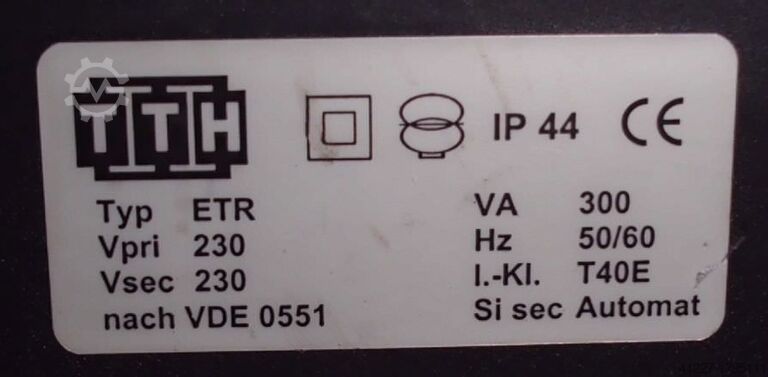 TTH
IP 44 CE
Typ ETR
Vpri 230
Vsec 230
nach VDE 0551
VA 300
Hz 50/60
I.-Kl. T40E
Si sec Automat